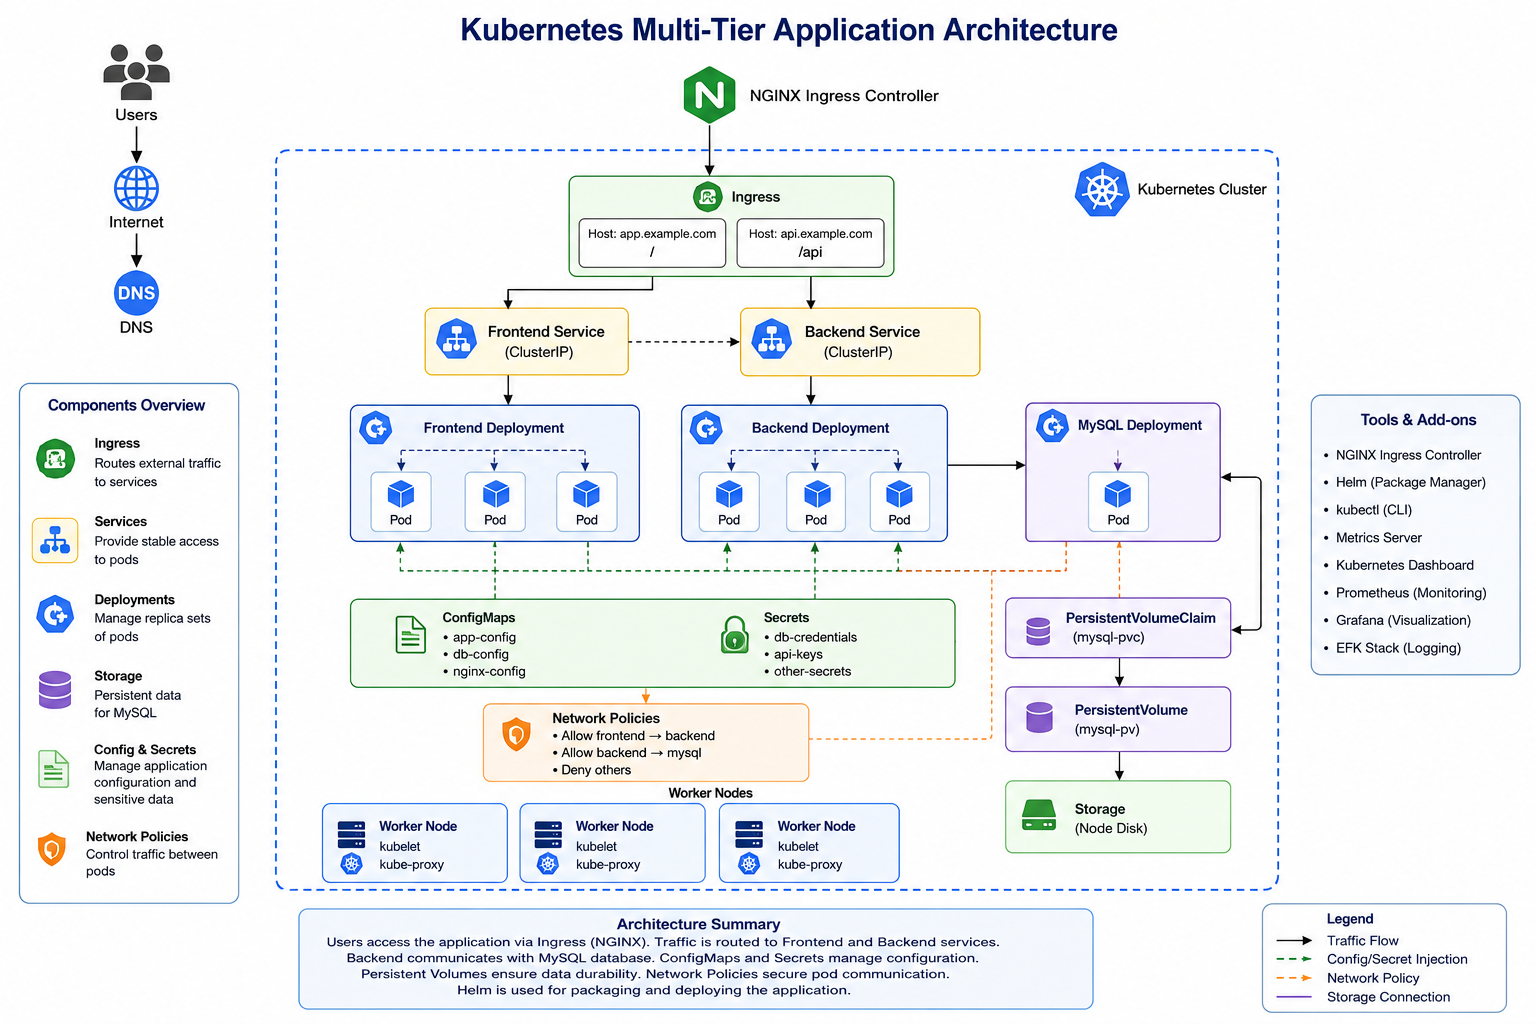 Kubernetes Multi-Tier Application Architecture
Users
Internet
DNS
DNS
NGINX Ingress Controller
Kubernetes Cluster
Ingress
Host: app.example.com
/
Host: api.example.com
/api
Frontend Service
(ClusterIP)
Backend Service
(ClusterIP)
Frontend Deployment
Pod
Pod
Pod
Backend Deployment
Pod
Pod
Pod
MySQL Deployment
Pod
ConfigMaps
• app-config
• db-config
• nginx-config
Secrets
• db-credentials
• api-keys
• other-secrets
PersistentVolumeClaim
(mysql-pvc)
PersistentVolume
(mysql-pv)
Storage
(Node Disk)
Network Policies
• Allow frontend → backend
• Allow backend → mysql
• Deny others
Worker Nodes
Worker Node
kubelet
kube-proxy
Worker Node
kubelet
kube-proxy
Worker Node
kubelet
kube-proxy
Components Overview
Ingress
Routes external traffic
to services
Services
Provide stable access
to pods
Deployments
Manage replica sets
of pods
Storage
Persistent data
for MySQL
Config & Secrets
Manage application
configuration and
sensitive data
Network Policies
Control traffic between
pods
Tools & Add-ons
• NGINX Ingress Controller
• Helm (Package Manager)
• kubectl (CLI)
• Metrics Server
• Kubernetes Dashboard
• Prometheus (Monitoring)
• Grafana (Visualization)
• EFK Stack (Logging)
Architecture Summary
Users access the application via Ingress (NGINX). Traffic is routed to Frontend and Backend services.
Backend communicates with MySQL database. ConfigMaps and Secrets manage configuration.
Persistent Volumes ensure data durability. Network Policies secure pod communication.
Helm is used for packaging and deploying the application.
Legend
Traffic Flow
Config/Secret Injection
Network Policy
Storage Connection